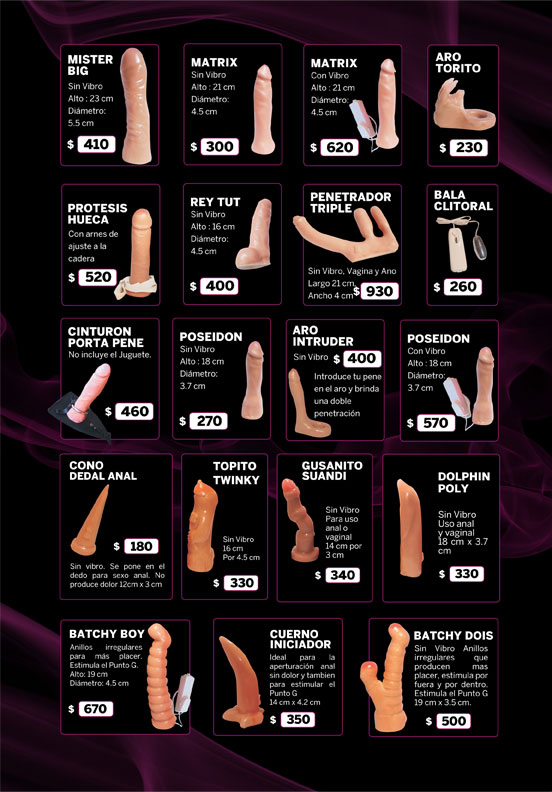 MISTER
BIG
Sin Vibro
Alto : 23 cm
Diámetro:
5.5 cm
$ 410
MATRIX
Sin Vibro
Alto : 21 cm
Diámetro:
4.5 cm
$ 300
MATRIX
Con Vibro
Alto : 21 cm
Diámetro:
4.5 cm
$ 620
ARO
TORITO
$ 230
PROTESIS
HUECA
Con arnes de
ajuste a la
cadera
$ 520
REY TUT
Sin Vibro
Alto : 16 cm
Diámetro:
4.5 cm
$ 400
PENETRADOR
TRIPLE
Sin Vibro, Vagina y Ano
Largo 21 cm
Ancho 4 cm
$ 930
BALA
CLITORAL
$ 260
CINTURON
PORTA PENE
No incluye el Juguete.
$ 460
POSEIDON
Sin Vibro
Alto : 18 cm
Diámetro:
3.7 cm
$ 270
ARO
INTRUDER
Sin Vibro $ 400
Introduce tu pene
en el aro y brinda
una doble
penetración
POSEIDON
Con Vibro
Alto : 18 cm
Diámetro:
3.7 cm
$ 570
CONO
DEDAL ANAL
$ 180
Sin vibro. Se pone en el
dedo para sexo anal. No
produce dolor 12cm x 3 cm
TOPITO
TWINKY
Sin Vibro
16 cm
Por 4.5 cm
$ 330
GUSANITO
SUANDI
Sin Vibro
Para uso
anal o
vaginal
14 cm por
3 cm
$ 340
DOLPHIN
POLY
Sin Vibro
Uso anal
y vaginal
18 cm x 3.7
cm
$ 330
BATCHY BOY
Anillos irregulares
para más placer.
Estimula el Punto G.
Alto: 19 cm
Diámetro: 4.5 cm
$ 670
CUERNO
INICIADOR
Ideal para la
aperturación anal
sin dolor y tambien
para estimular el
Punto G
14 cm x 4.2 cm
$ 350
BATCHY DOIS
Sin Vibro Anillos
irregulares que
producen mas
placer, estimula por
fuera y por dentro.
Estimula el Punto G
19 cm x 3.5 cm.
$ 500